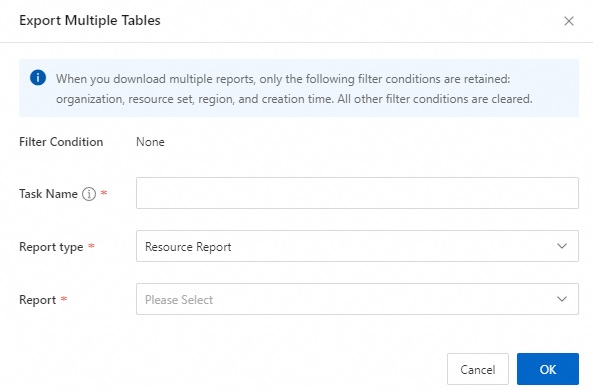 Export Multiple Tables
When you download multiple reports, only the following filter conditions are retained:
organization, resource set, region, and creation time. All other filter conditions are cleared.
Filter Condition None
Task Name *
Report type * Resource Report
Report * Please Select
Cancel OK